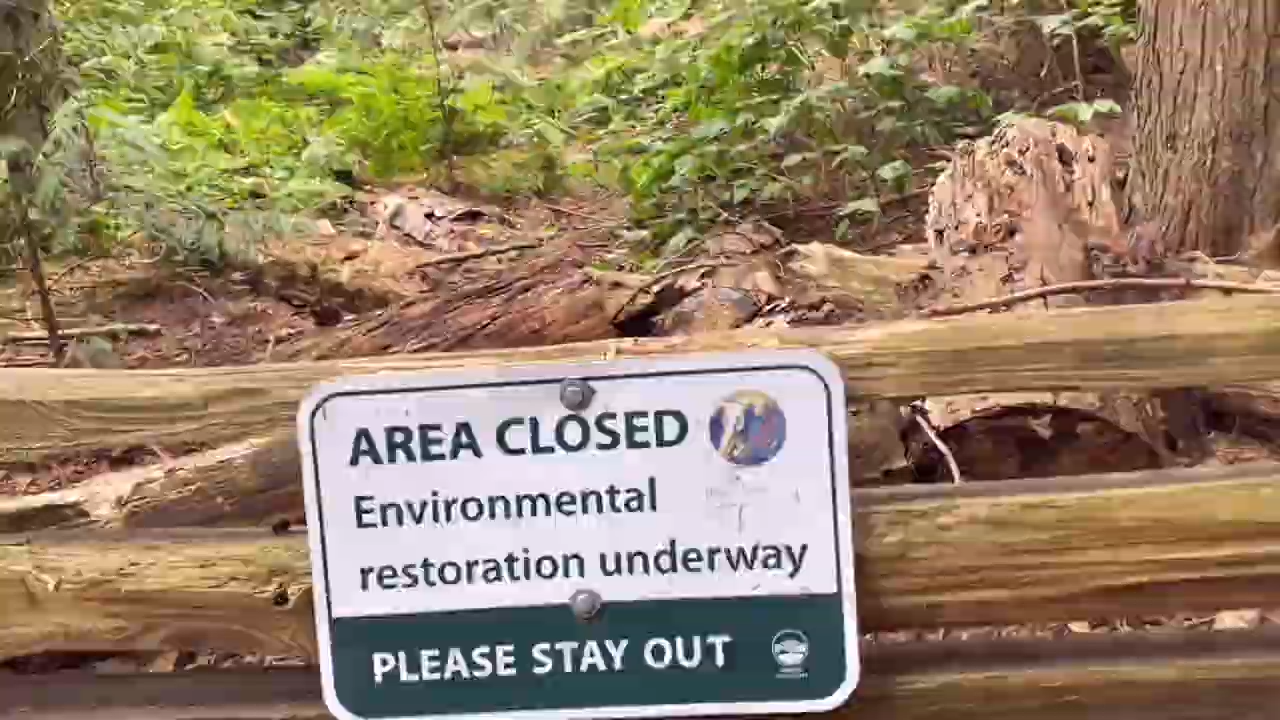 AREA CLOSED
Environmental
restoration underway
PLEASE STAY OUT